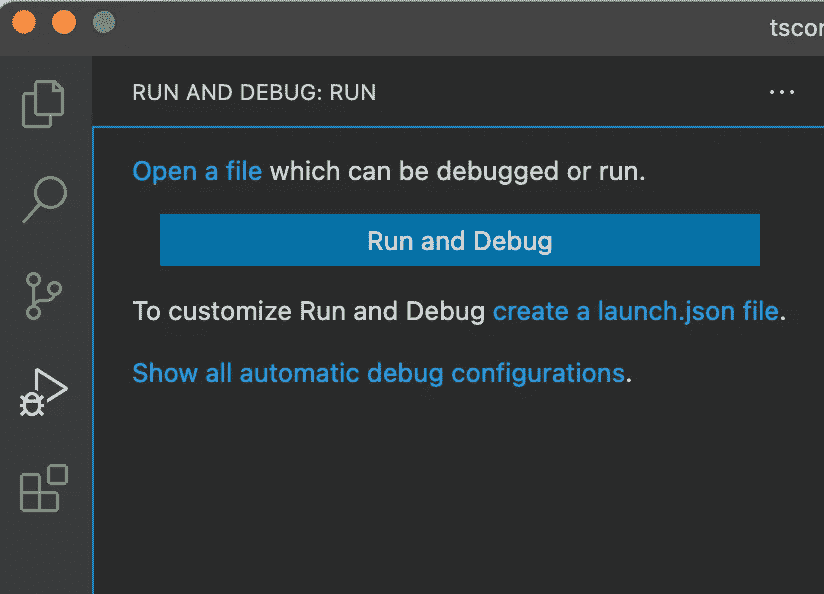 tscor
RUN AND DEBUG: RUN
Open a file which can be debugged or run.
Run and Debug
To customize Run and Debug create a launch.json file.
Show all automatic debug configurations.